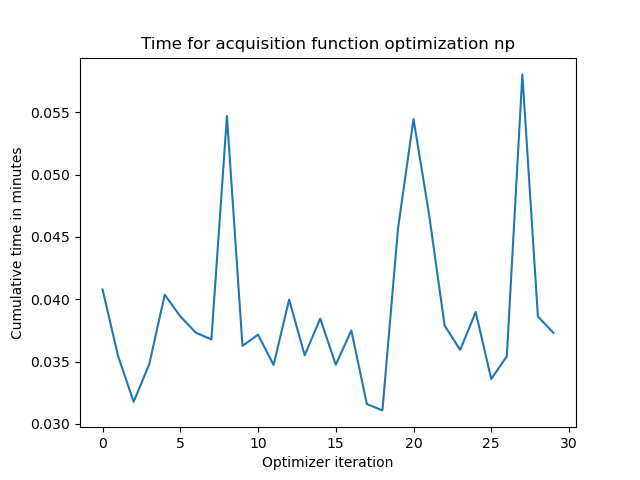 Time for acquisition function optimization np
Cumulative time in minutes
0.055
0.050
0.045
0.040
0.035
0.030
0 5 10 15 20 25 30
Optimizer iteration